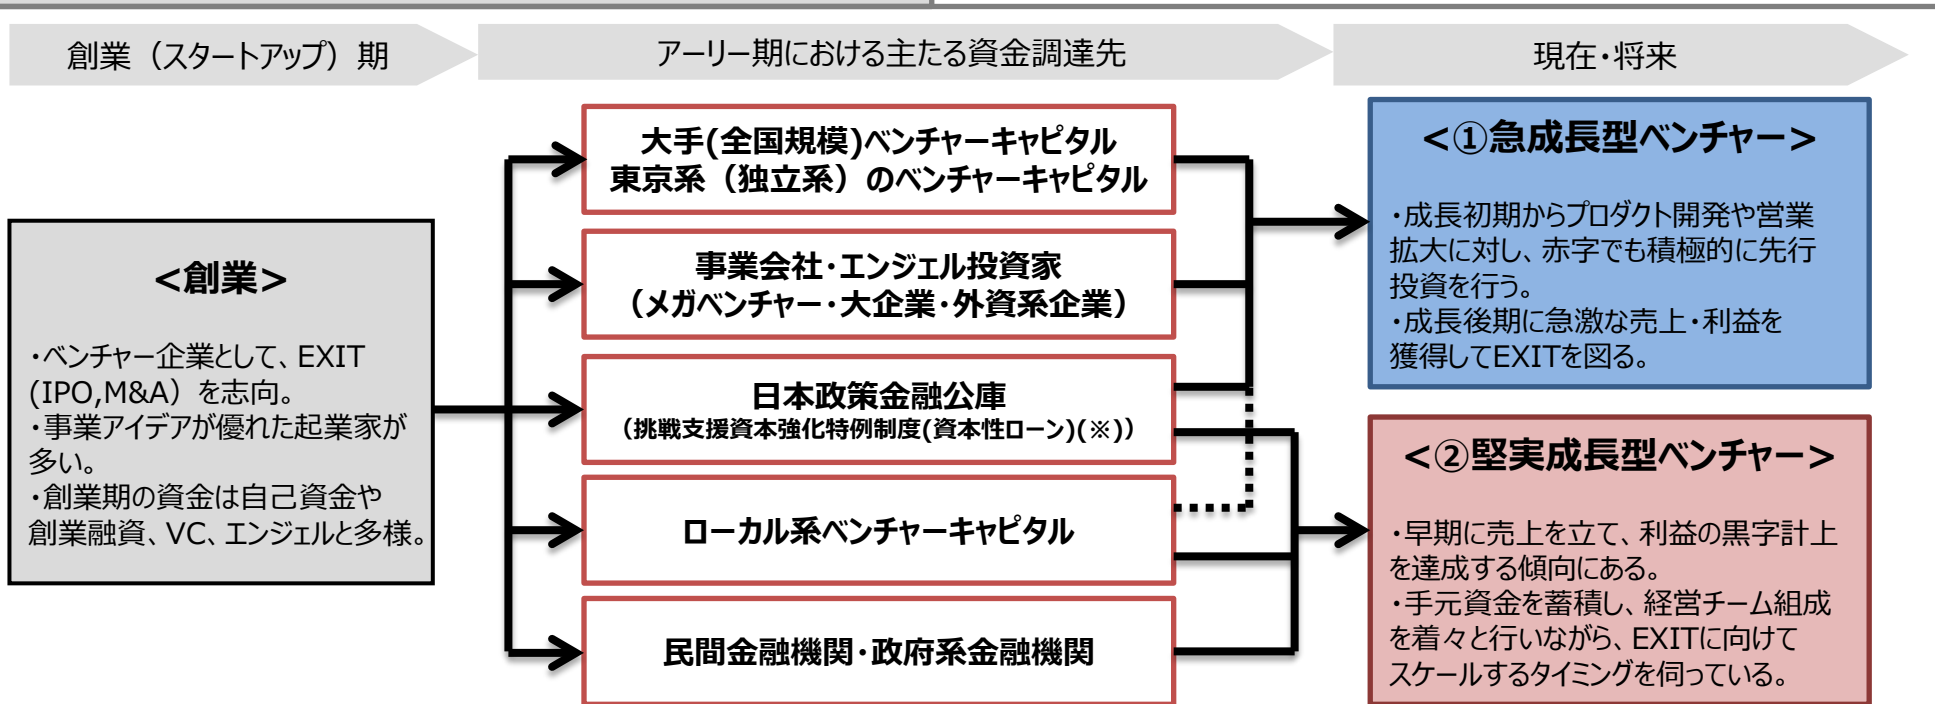 創業（スタートアップ）期
アーリー期における主たる資金調達先
現在・将来
<創業>
・ベンチャー企業として、EXIT
(IPO,M&A）を志向。
・事業アイデアが優れた起業家が
多い。
・創業期の資金は自己資金や
創業融資、VC、エンジェルと多様。
大手(全国規模)ベンチャーキャピタル
東京系（独立系）のベンチャーキャピタル
事業会社・エンジェル投資家
（メガベンチャー・大企業・外資系企業）
日本政策金融公庫
（挑戦支援資本強化特例制度(資本性ローン)(※)）
ローカル系ベンチャーキャピタル
民間金融機関・政府系金融機関
<①急成長型ベンチャー>
・成長初期からプロダクト開発や営業
拡大に対し、赤字でも積極的に先行
投資を行う。
・成長後期に急激な売上・利益を
獲得してEXITを図る。
<②堅実成長型ベンチャー>
・早期に売上を立て、利益の黒字計上
を達成する傾向にある。
・手元資金を蓄積し、経営チーム組成
を着々と行いながら、EXITに向けて
スケールするタイミングを伺っている。